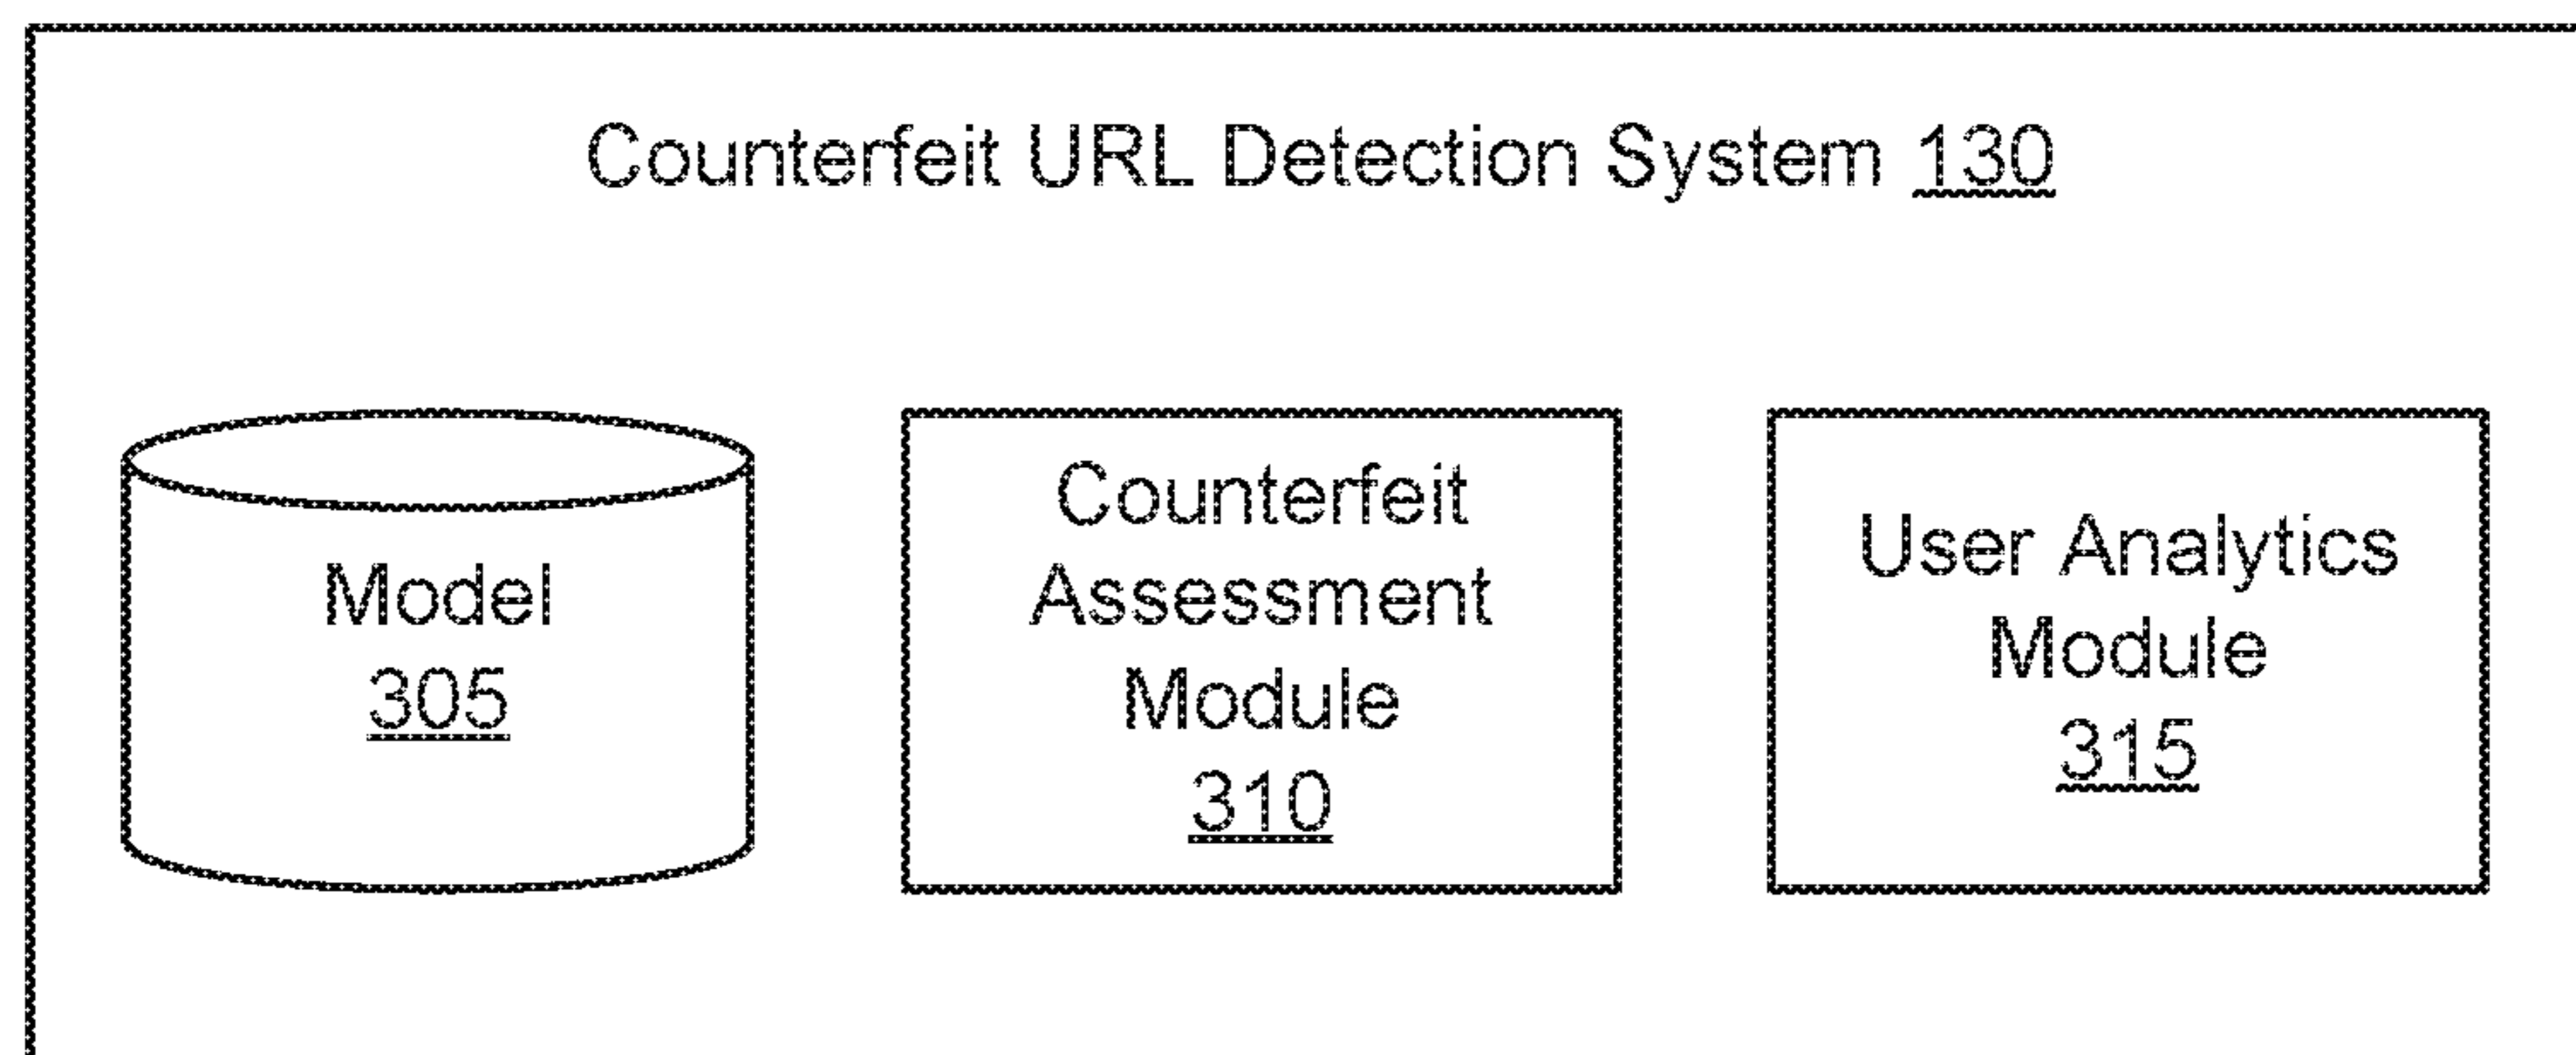 Counterfeit URL Detection System 130
Model
305
Counterfeit
Assessment
Module
310
User Analytics
Module
315